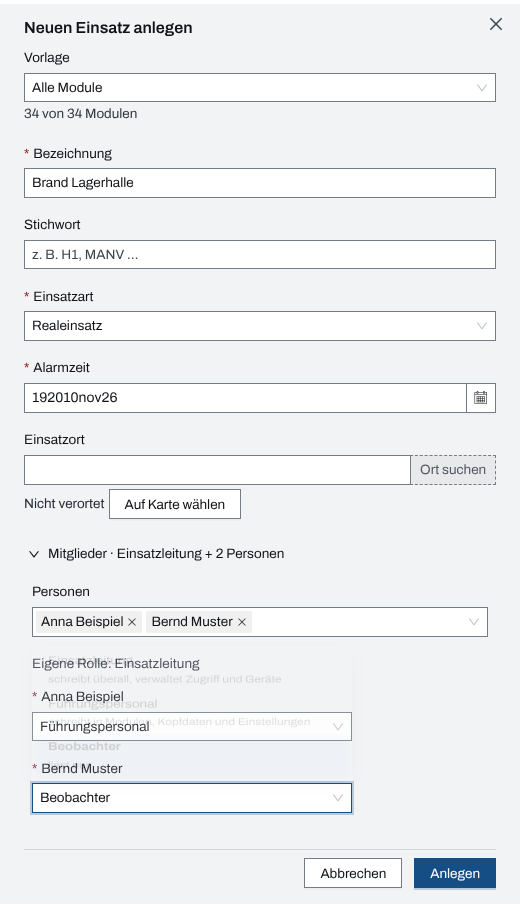 Neuen Einsatz anlegen
Vorlage
Alle Module
34 von 34 Modulen
* Bezeichnung
Brand Lagerhalle
Stichwort
z. B. H1, MANV ...
* Einsatzart
Realeinsatz
* Alarmzeit
192010nov26
Einsatzort
Ort suchen
Nicht verortet Auf Karte wählen
Mitglieder · Einsatzleitung + 2 Personen
Personen
Anna Beispiel Bernd Muster
Eigene Rolle: Einsatzleitung
schreibt überall, verwaltet Zugriff und Geräte
* Anna Beispiel
Führungspersonal
schreibt in Modulen, Kopfdaten und Einstellungen
Führungspersonal
Beobachter
* Bernd Muster
Beobachter
Abbrechen Anlegen